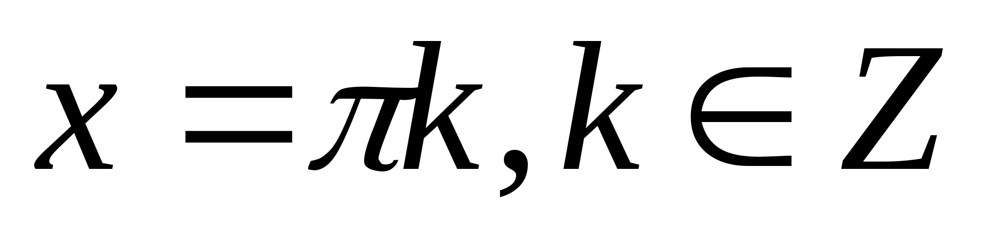 x = πk, k ∈ Z